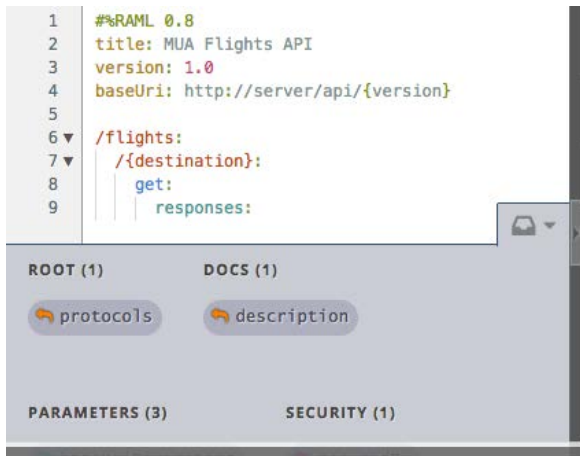 1 #%RAML 0.8
2 title: MUA Flights API
3 version: 1.0
4 baseUri: http://server/api/{version}
5
6 /flights:
7 /{destination}:
8 get:
9 responses:
ROOT (1) DOCS (1)
protocols description
PARAMETERS (3) SECURITY (1)